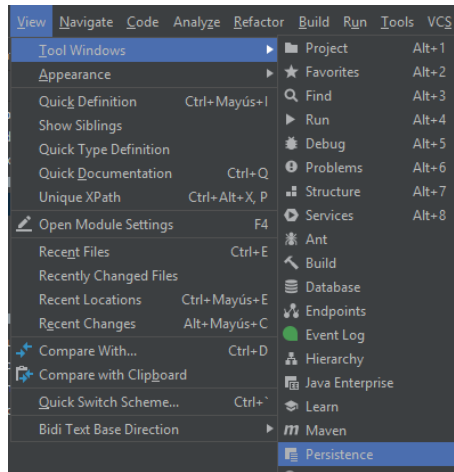 View Navigate Code Analyze Refactor Build Run Tools VCS
Tool Windows
Appearance
Quick Definition Ctrl+Mayús+I
Show Siblings
Quick Type Definition
Quick Documentation Ctrl+Q
Unique XPath Ctrl+Alt+X, P
Open Module Settings F4
Recent Files Ctrl+E
Recently Changed Files
Recent Locations Ctrl+Mayús+E
Recent Changes Alt+Mayús+C
Compare With... Ctrl+D
Compare with Clipboard
Quick Switch Scheme... Ctrl+`
Bidi Text Base Direction
Project Alt+1
Favorites Alt+2
Find Alt+3
Run Alt+4
Debug Alt+5
Problems Alt+6
Structure Alt+7
Services Alt+8
Ant
Build
Database
Endpoints
Event Log
Hierarchy
Java Enterprise
Learn
Maven
Persistence